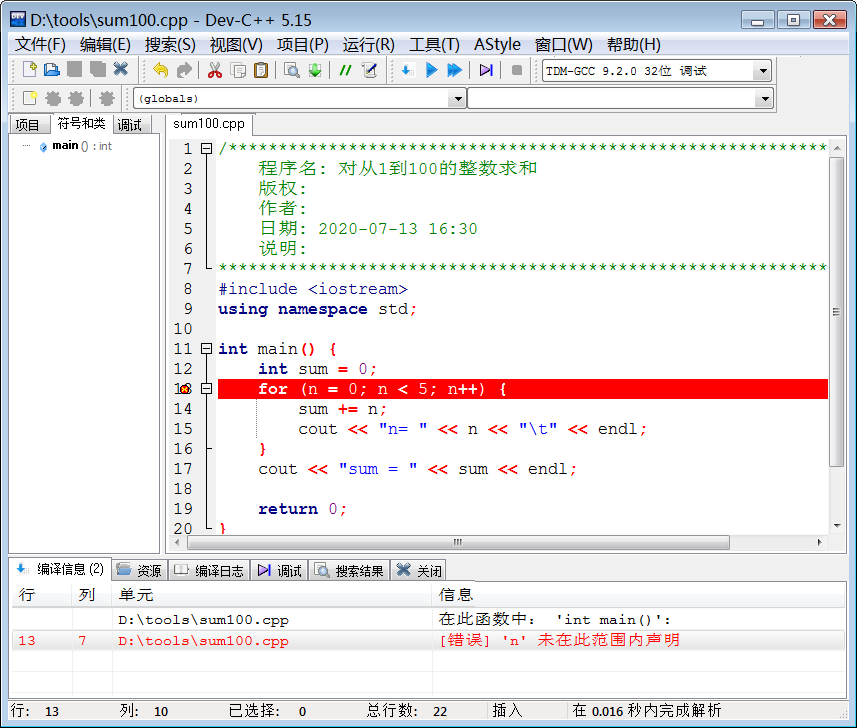 D:\tools\sum100.cpp - Dev-C++ 5.15
文件(F) 编辑(E) 搜索(S) 视图(V) 项目(P) 运行(R) 工具(T) AStyle 窗口(W) 帮助(H)
TDM-GCC 9.2.0 32位 调试
(globals)
项目 符号和类 调试 sum100.cpp
main () : int
1 /************************************************************
2 程序名: 对从1到100的整数求和
3 版权:
4 作者:
5 日期: 2020-07-13 16:30
6 说明:
7 *************************************************************
8 #include <iostream>
9 using namespace std;
10
11 int main() {
12 int sum = 0;
13 for (n = 0; n < 5; n++) {
14 sum += n;
15 cout << "n= " << n << "\t" << endl;
16 }
17 cout << "sum = " << sum << endl;
18
19 return 0;
20 }
编译信息 (2) 资源 编译日志 调试 搜索结果 关闭
行 列 单元 信息
D:\tools\sum100.cpp 在此函数中: 'int main()':
13 7 D:\tools\sum100.cpp [错误] 'n' 未在此范围内声明
行: 13 列: 10 已选择: 0 总行数: 22 插入 在 0.016 秒内完成解析